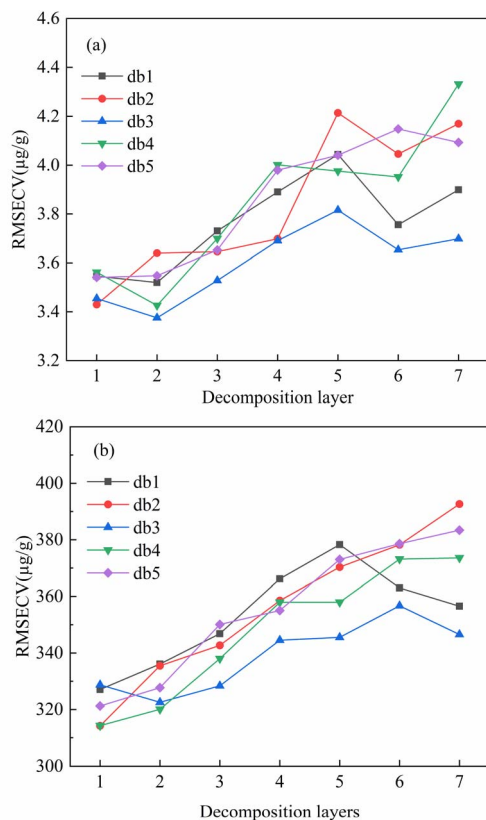 (a)
db1
db2
db3
db4
db5
RMSECV(μg/g)
4.6
4.4
4.2
4.0
3.8
3.6
3.4
3.2
1 2 3 4 5 6 7
Decomposition layer
(b)
db1
db2
db3
db4
db5
RMSECV(μg/g)
420
400
380
360
340
320
300
1 2 3 4 5 6 7
Decomposition layers